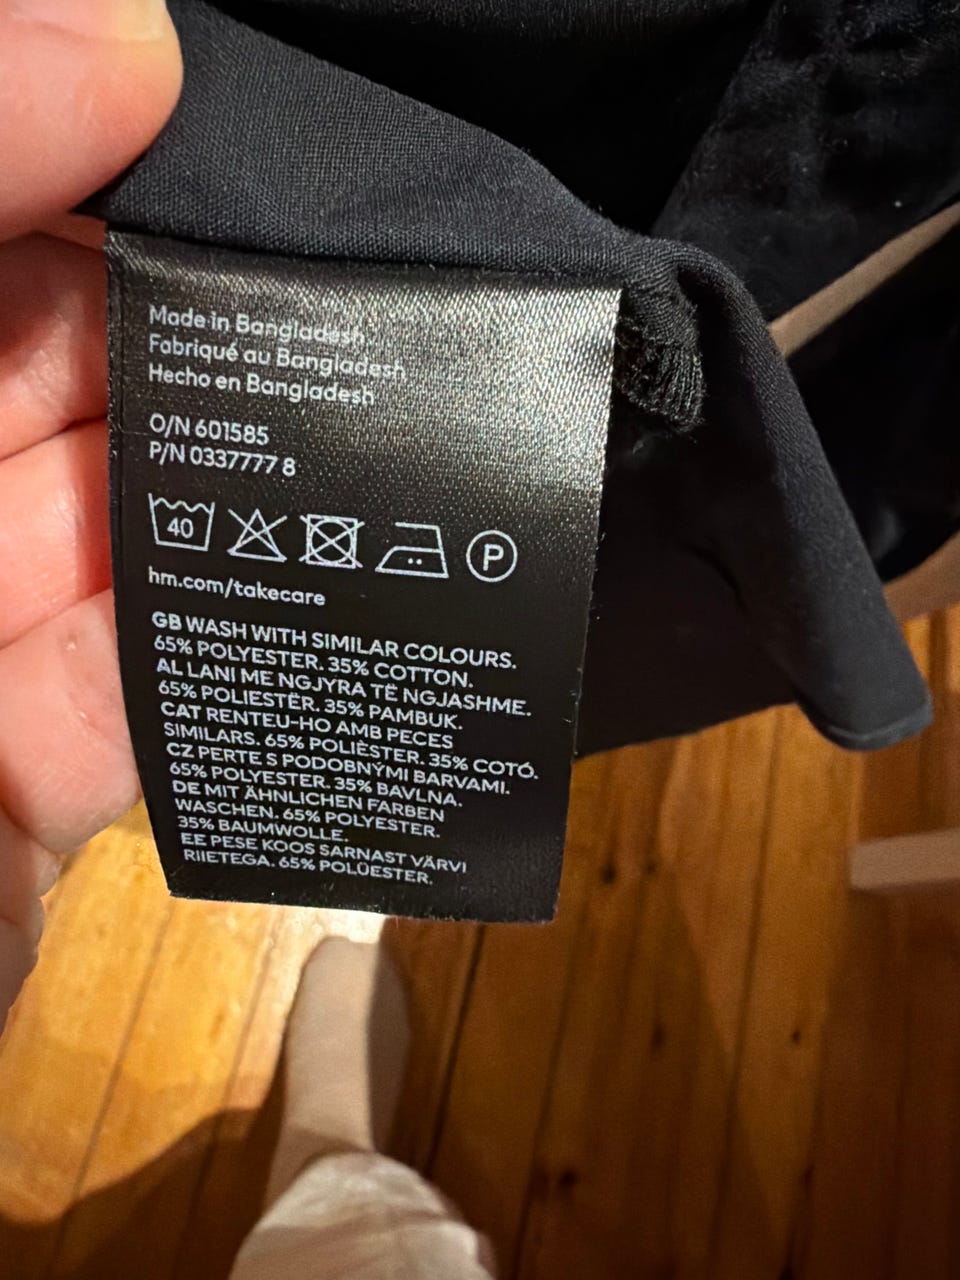 Made in Bangladesh
Fabriqué au Bangladesh
Hecho en Bangladesh
O/N 601585
P/N 0337777 8
40
P
hm.com/takecare
GB WASH WITH SIMILAR COLOURS.
65% POLYESTER. 35% COTTON.
AL LANI ME NGJYRA TË NGJASHME.
65% POLIESTËR. 35% PAMBUK.
CAT RENTEU-HO AMB PECES
SIMILARS. 65% POLIÈSTER. 35% COTÓ.
CZ PERTE S PODOBNÝMI BARVAMI.
65% POLYESTER. 35% BAVLNA.
DE MIT ÄHNLICHEN FARBEN
WASCHEN. 65% POLYESTER.
35% BAUMWOLLE.
EE PESE KOOS SARNAST VÄRVI
RIIETEGA. 65% POLÜESTER.